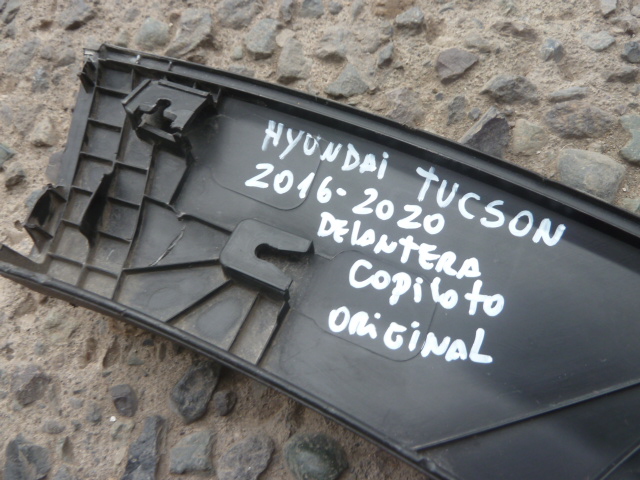 HYUNDAi TUCSON
2016-2020
DELANTERA
COPiLOTO
ORiGiNAL